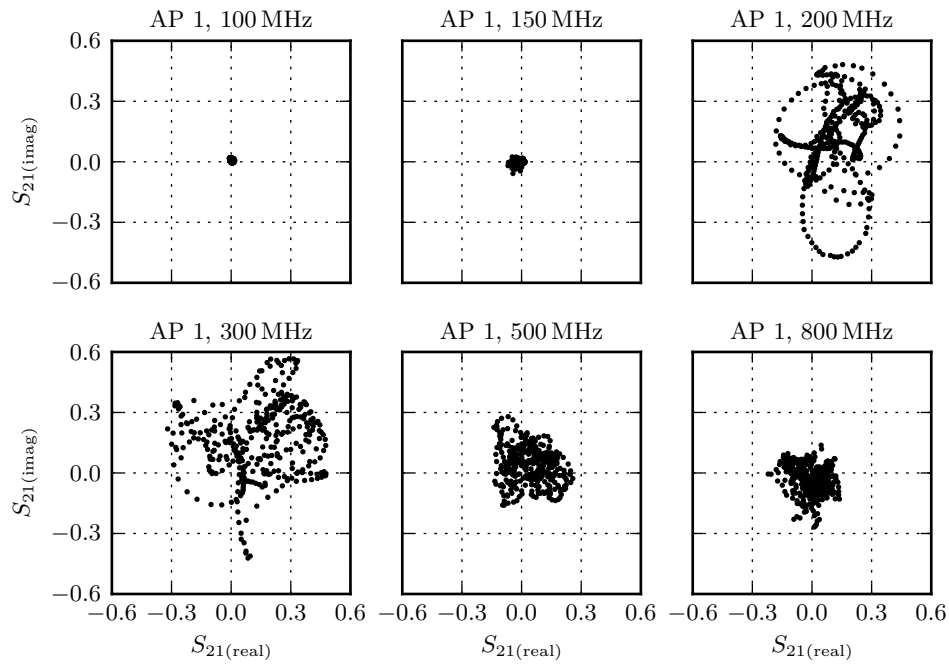 AP 1, 100 MHz AP 1, 150 MHz AP 1, 200 MHz
0.6
0.3
0.0
−0.3
−0.6
S21(imag)
AP 1, 300 MHz AP 1, 500 MHz AP 1, 800 MHz
0.6
0.3
0.0
−0.3
−0.6
S21(imag)
−0.6 −0.3 0.0 0.3 0.6 −0.6 −0.3 0.0 0.3 0.6 −0.6 −0.3 0.0 0.3 0.6
S21(real) S21(real) S21(real)